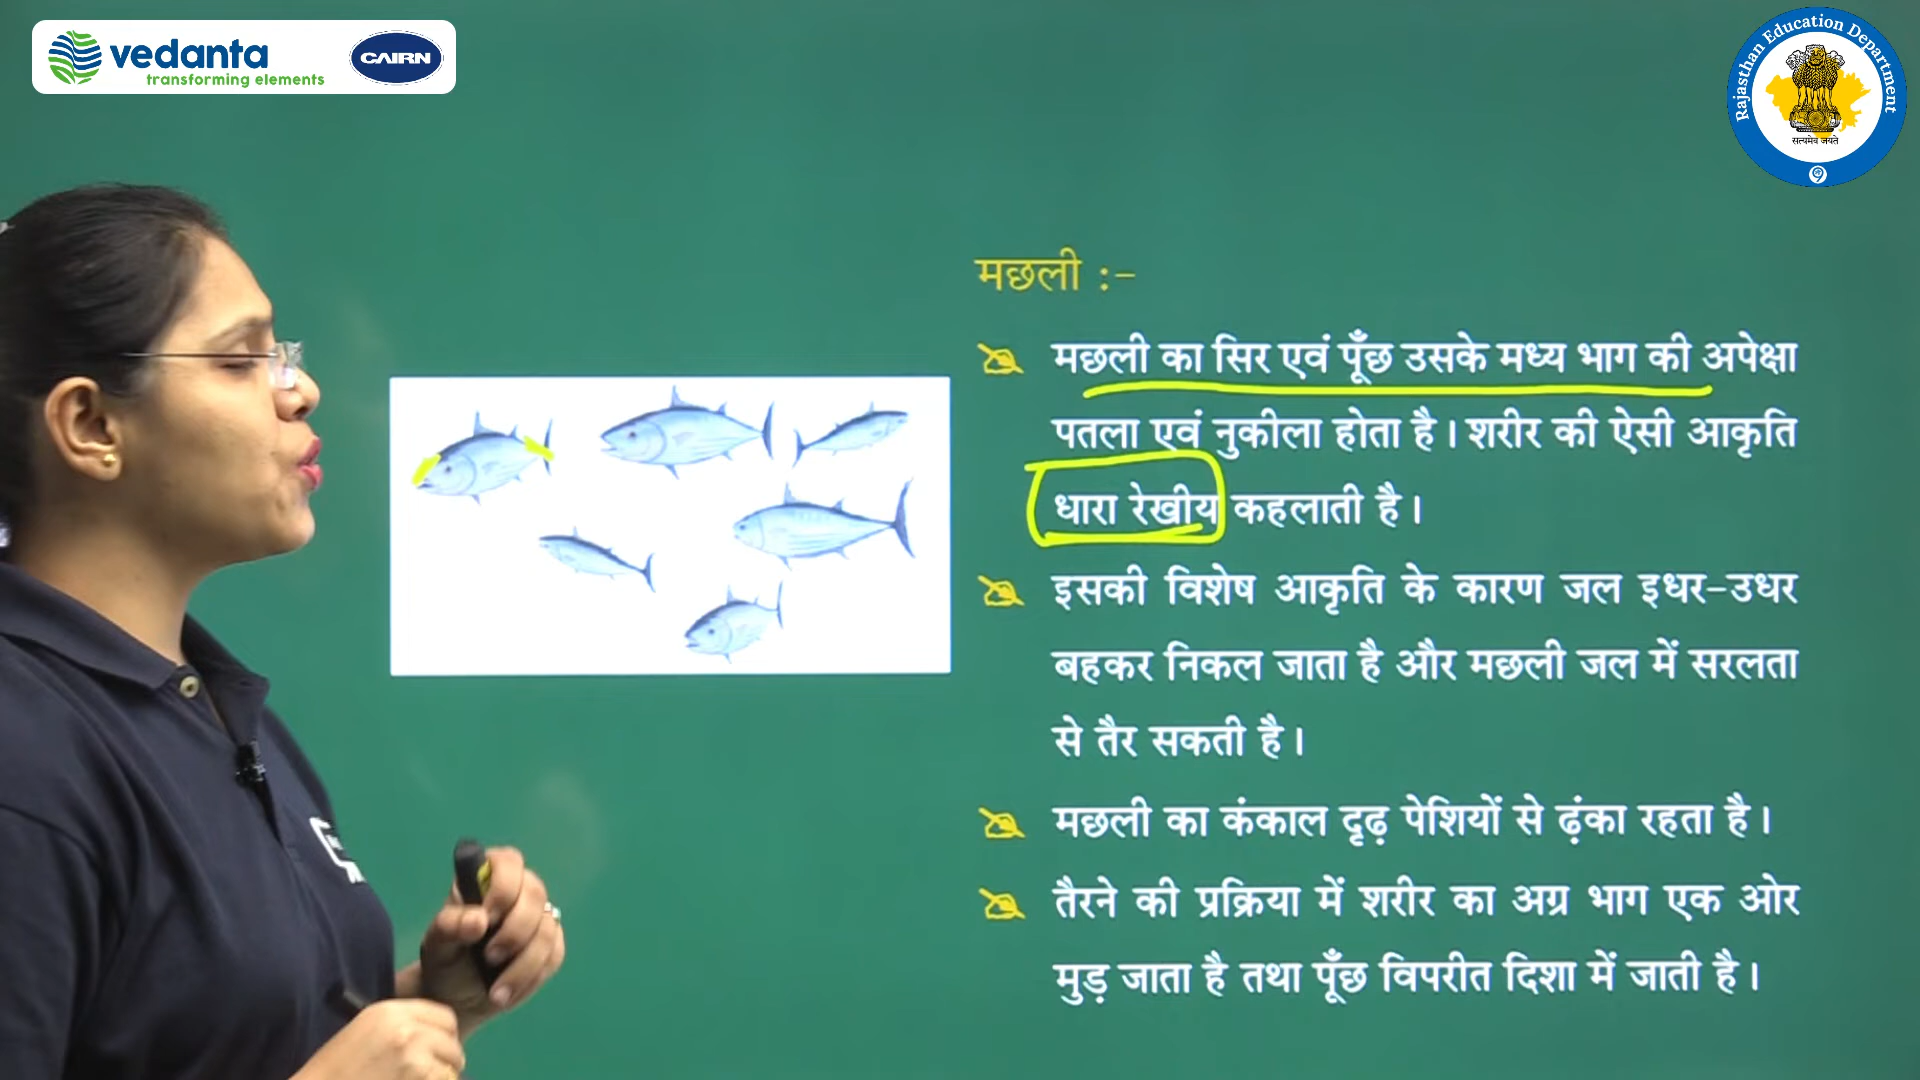 vedanta
transforming elements
CAIRN
Rajasthan Education Department
सत्यमेव जयते
मछली :-
मछली का सिर एवं पूँछ उसके मध्य भाग की अपेक्षा
पतला एवं नुकीला होता है। शरीर की ऐसी आकृति
धारा रेखीय कहलाती है।
इसकी विशेष आकृति के कारण जल इधर-उधर
बहकर निकल जाता है और मछली जल में सरलता
से तैर सकती है।
मछली का कंकाल दृढ़ पेशियों से ढ़ंका रहता है।
तैरने की प्रक्रिया में शरीर का अग्र भाग एक ओर
मुड़ जाता है तथा पूँछ विपरीत दिशा में जाती है।